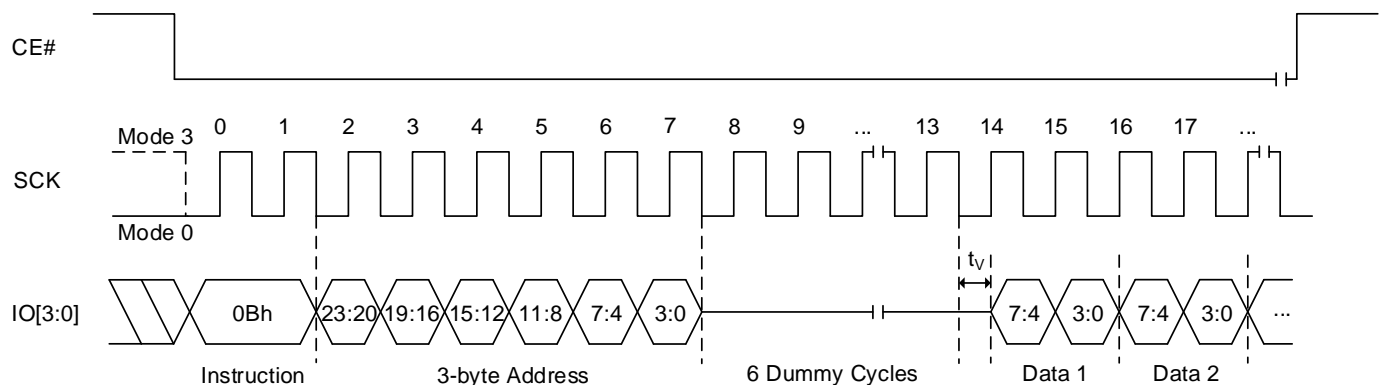 CE#
Mode 3 0 1 2 3 4 5 6 7 8 9 ... 13 14 15 16 17 ...
SCK
Mode 0
tV
IO[3:0] 0Bh 23:20 19:16 15:12 11:8 7:4 3:0 7:4 3:0 7:4 3:0 ...
Instruction 3-byte Address 6 Dummy Cycles Data 1 Data 2